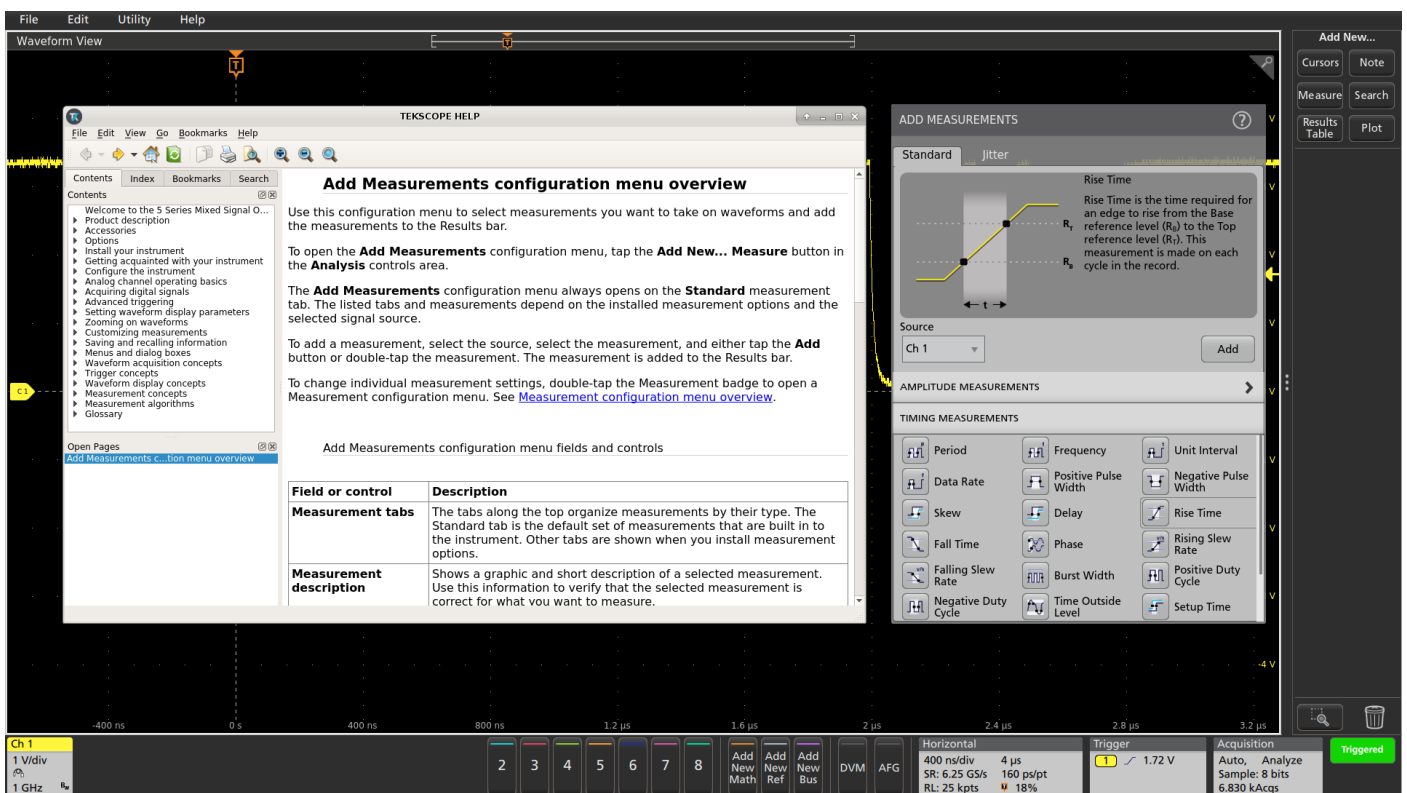 File Edit Utility Help
Waveform View
T
T
Add New...
Cursors Note
Measure Search
Results Table Plot
TEKSCOPE HELP
File Edit View Go Bookmarks Help
Contents Index Bookmarks Search
Contents
Welcome to the 5 Series Mixed Signal O...
Product description
Accessories
Options
Install your instrument
Getting acquainted with your instrument
Configure the instrument
Analog channel operating basics
Acquiring digital signals
Advanced triggering
Setting waveform display parameters
Zooming on waveforms
Customizing measurements
Saving and recalling information
Menus and dialog boxes
Waveform acquisition concepts
Trigger concepts
Waveform display concepts
Measurement concepts
Measurement algorithms
Glossary
Open Pages
Add Measurements c...tion menu overview
Add Measurements configuration menu overview
Use this configuration menu to select measurements you want to take on waveforms and add
the measurements to the Results bar.
To open the Add Measurements configuration menu, tap the Add New... Measure button in
the Analysis controls area.
The Add Measurements configuration menu always opens on the Standard measurement
tab. The listed tabs and measurements depend on the installed measurement options and the
selected signal source.
To add a measurement, select the source, select the measurement, and either tap the Add
button or double-tap the measurement. The measurement is added to the Results bar.
To change individual measurement settings, double-tap the Measurement badge to open a
Measurement configuration menu. See Measurement configuration menu overview.
Add Measurements configuration menu fields and controls
Field or control Description
Measurement tabs The tabs along the top organize measurements by their type. The
Standard tab is the default set of measurements that are built in to
the instrument. Other tabs are shown when you install measurement
options.
Measurement description Shows a graphic and short description of a selected measurement.
Use this information to verify that the selected measurement is
correct for what you want to measure.
ADD MEASUREMENTS ?
Standard Jitter
Rise Time
Rise Time is the time required for
an edge to rise from the Base
reference level (RB) to the Top
reference level (RT). This
measurement is made on each
cycle in the record.
RT
RB
t
Source
Ch 1
Add
AMPLITUDE MEASUREMENTS
TIMING MEASUREMENTS
Period Frequency Unit Interval
Data Rate Positive Pulse Width Negative Pulse Width
Skew Delay Rise Time
Fall Time Phase Rising Slew Rate
Falling Slew Rate Burst Width Positive Duty Cycle
Negative Duty Cycle Time Outside Level Setup Time
V
V
V
V
V
V
V
V
-4 V
C1
-400 ns 0 s 400 ns 800 ns 1.2 µs 1.6 µs 2 µs 2.4 µs 2.8 µs 3.2 µs
Ch 1
1 V/div
1 GHz
2 3 4 5 6 7 8
Add New Math
Add New Ref
Add New Bus
DVM AFG
Horizontal
400 ns/div 4 µs
SR: 6.25 GS/s 160 ps/pt
RL: 25 kpts 18%
Trigger
1 1.72 V
Acquisition
Auto, Analyze
Sample: 8 bits
6.830 kAcqs
Triggered